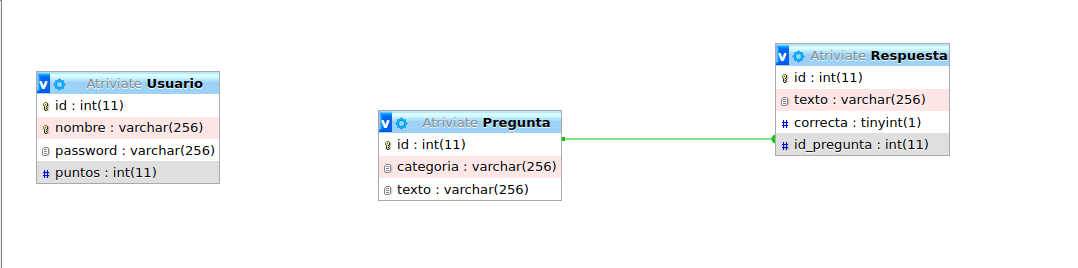 v Atriviate Usuario
id : int(11)
nombre : varchar(256)
password : varchar(256)
# puntos : int(11)
v Atriviate Pregunta
id : int(11)
categoria : varchar(256)
texto : varchar(256)
v Atriviate Respuesta
id : int(11)
texto : varchar(256)
# correcta : tinyint(1)
# id_pregunta : int(11)